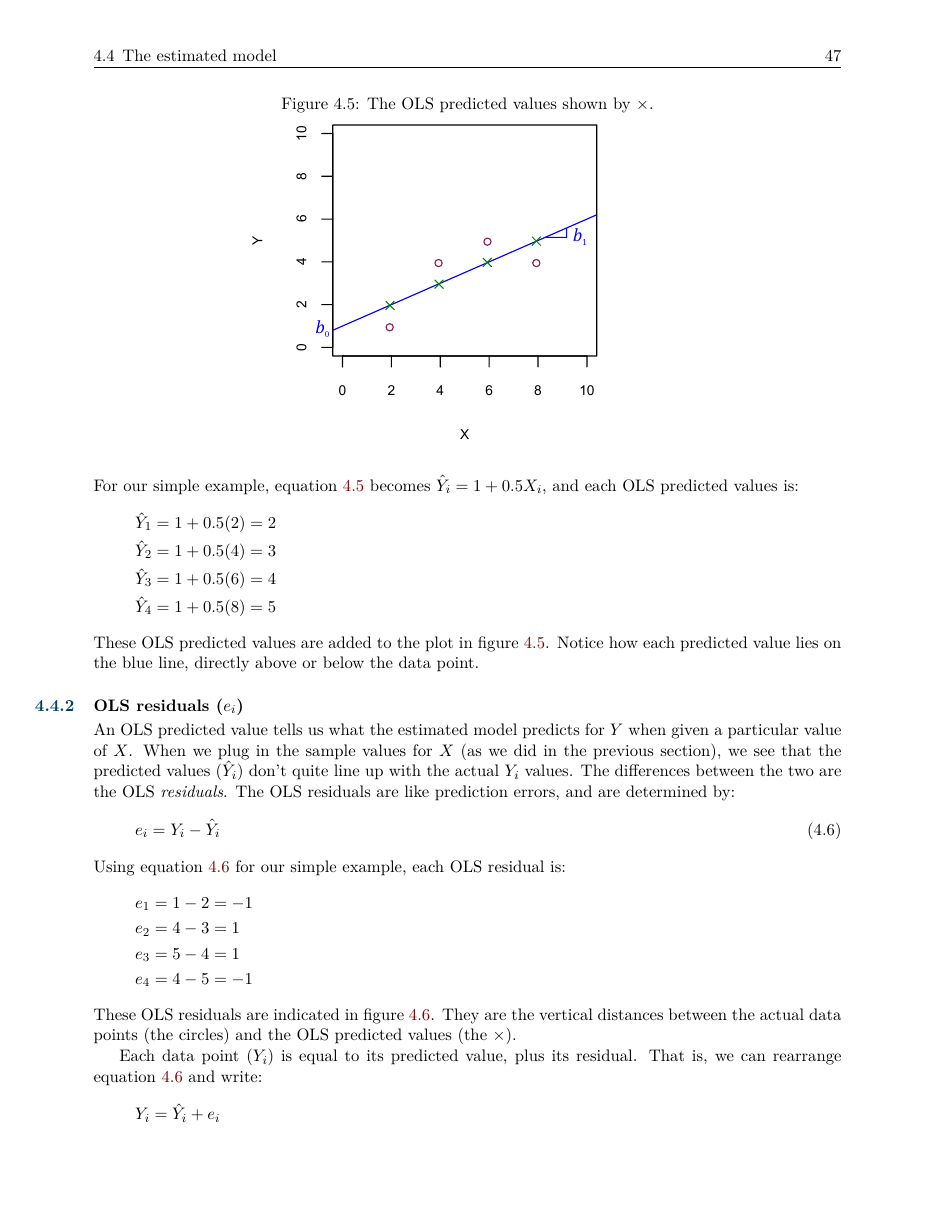 4.4 The estimated model 47
Figure 4.5: The OLS predicted values shown by ×.
10
8
6
4
2
0
Y
b₀
b₁
0 2 4 6 8 10
X
For our simple example, equation 4.5 becomes Ŷᵢ = 1 + 0.5Xᵢ, and each OLS predicted values is:
Ŷ₁ = 1 + 0.5(2) = 2
Ŷ₂ = 1 + 0.5(4) = 3
Ŷ₃ = 1 + 0.5(6) = 4
Ŷ₄ = 1 + 0.5(8) = 5
These OLS predicted values are added to the plot in figure 4.5. Notice how each predicted value lies on
the blue line, directly above or below the data point.
4.4.2 OLS residuals (eᵢ)
An OLS predicted value tells us what the estimated model predicts for Y when given a particular value
of X. When we plug in the sample values for X (as we did in the previous section), we see that the
predicted values (Ŷᵢ) don't quite line up with the actual Yᵢ values. The differences between the two are
the OLS residuals. The OLS residuals are like prediction errors, and are determined by:
eᵢ = Yᵢ − Ŷᵢ (4.6)
Using equation 4.6 for our simple example, each OLS residual is:
e₁ = 1 − 2 = −1
e₂ = 4 − 3 = 1
e₃ = 5 − 4 = 1
e₄ = 4 − 5 = −1
These OLS residuals are indicated in figure 4.6. They are the vertical distances between the actual data
points (the circles) and the OLS predicted values (the ×).
Each data point (Yᵢ) is equal to its predicted value, plus its residual. That is, we can rearrange
equation 4.6 and write:
Yᵢ = Ŷᵢ + eᵢ